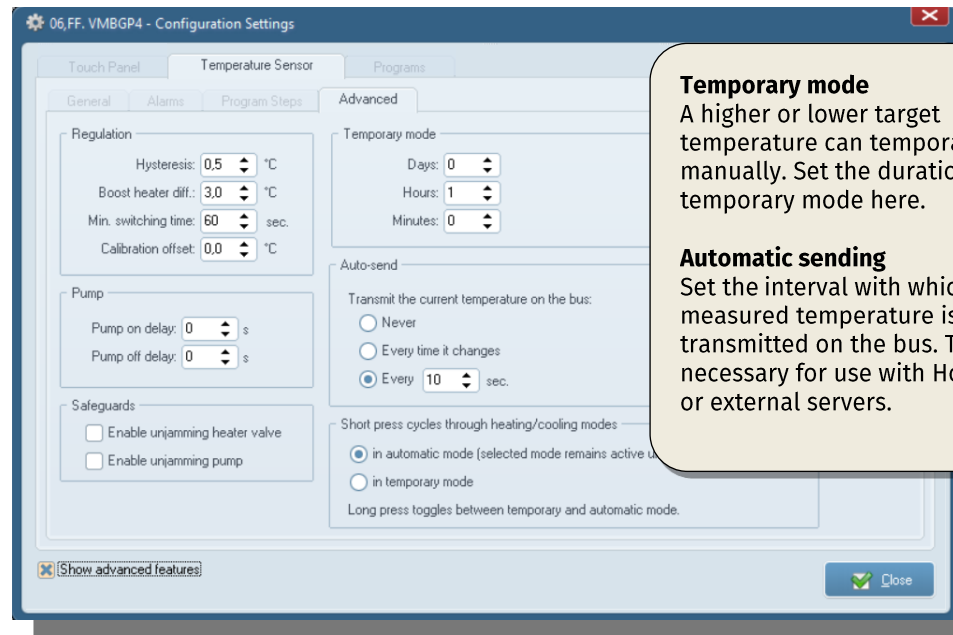 06,FF. VMBGP4 - Configuration Settings
Touch Panel
Temperature Sensor
Programs
General
Alarms
Program Steps
Advanced
Regulation
Hysteresis: 0,5 °C
Boost heater diff.: 3,0 °C
Min. switching time: 60 sec.
Calibration offset: 0,0 °C
Pump
Pump on delay: 0 s
Pump off delay: 0 s
Safeguards
Enable unjamming heater valve
Enable unjamming pump
Temporary mode
Days: 0
Hours: 1
Minutes: 0
Auto-send
Transmit the current temperature on the bus:
Never
Every time it changes
Every 10 sec.
Short press cycles through heating/cooling modes
in automatic mode (selected mode remains active
in temporary mode
Long press toggles between temporary and automatic mode.
Show advanced features
Close
Temporary mode
A higher or lower target
temperature can
manually. Set the
temporary mode here.
Automatic sending
Set the interval with
measured temperature
transmitted on the bus.
necessary for use with
or external servers.